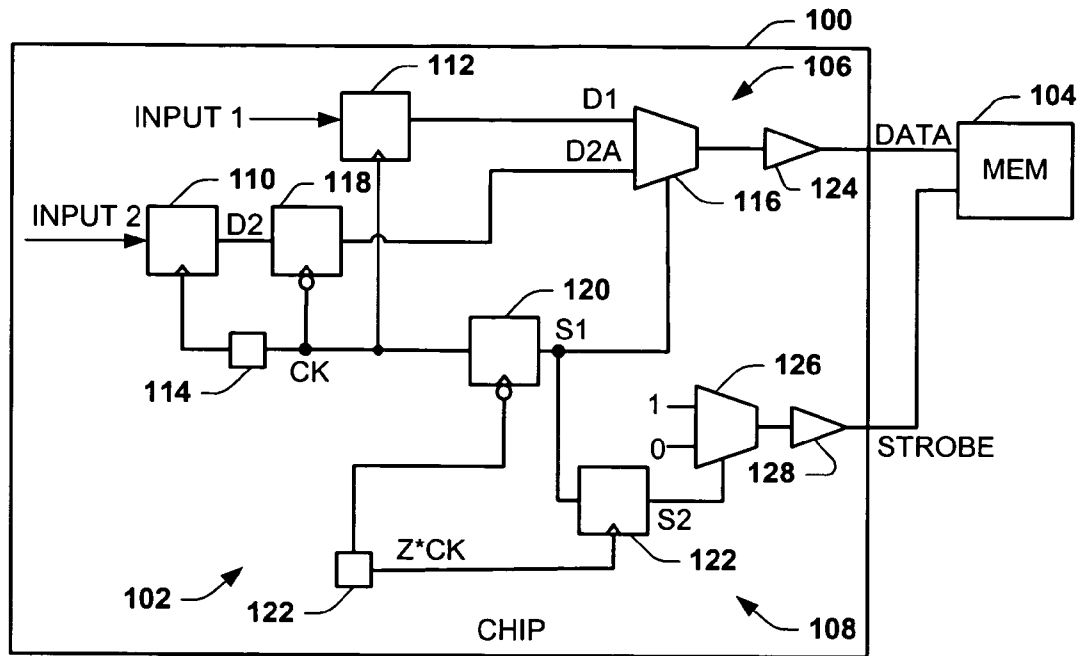 100
112
106
104
INPUT 1
D1
DATA
MEM
D2A
110
118
124
116
INPUT 2
D2
120
S1
CK
126
114
1
0
STROBE
128
S2
Z*CK
122
102
122
108
CHIP